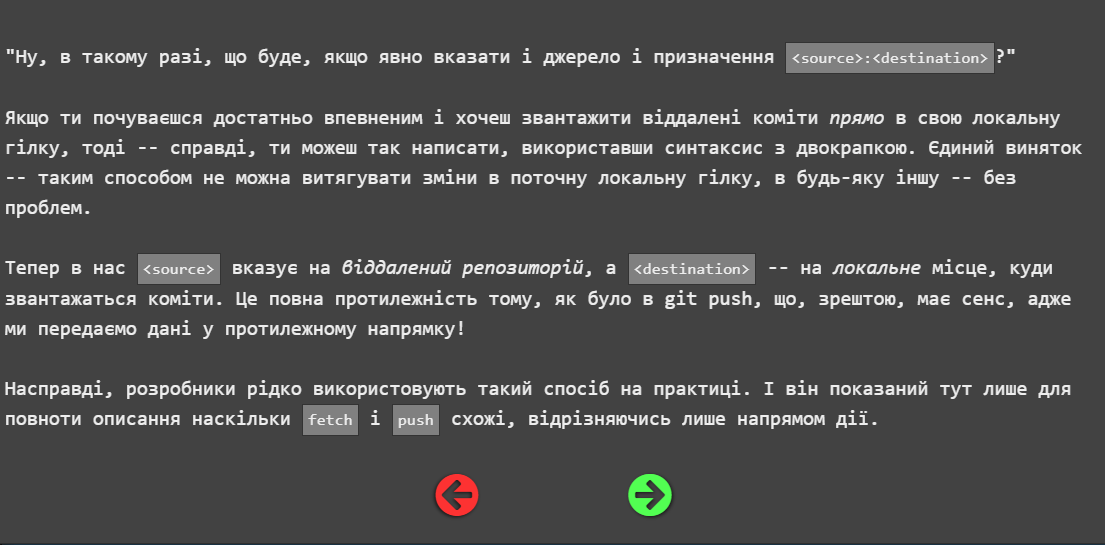 "Ну, в такому разі, що буде, якщо явно вказати і джерело і призначення <source>:<destination>?"
Якщо ти почуваєшся достатньо впевненим і хочеш звантажити віддалені коміти прямо в свою локальну
гілку, тоді -- справді, ти можеш так написати, використавши синтаксис з двокрапкою. Єдиний виняток
-- таким способом не можна витягувати зміни в поточну локальну гілку, в будь-яку іншу -- без
проблем.
Тепер в нас <source> вказує на віддалений репозиторій, а <destination> -- на локальне місце, куди
звантажаться коміти. Це повна протилежність тому, як було в git push, що, зрештою, має сенс, адже
ми передаємо дані у протилежному напрямку!
Насправді, розробники рідко використовують такий спосіб на практиці. І він показаний тут лише для
повноти описання наскільки fetch і push схожі, відрізняючись лише напрямом дії.